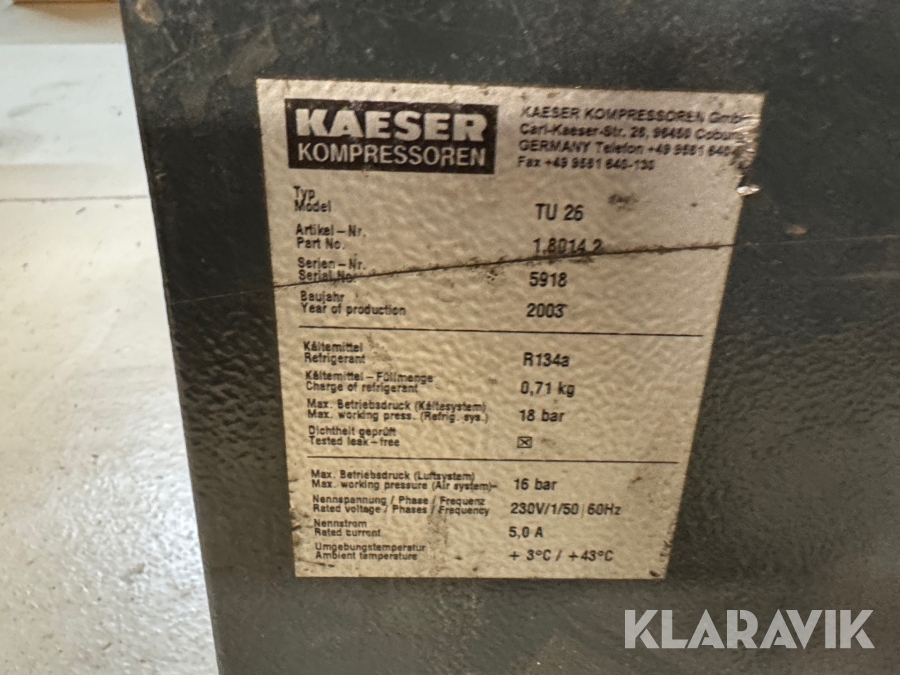 KAESER
KOMPRESSOREN
KAESER KOMPRESSOREN GmbH
Carl-Kaeser-Str. 26, 96450 Coburg
GERMANY Telefon +49 9561 640-
Fax +49 9561 640-130
Typ
Model TU 26
Artikel-Nr.
Part No. 1.8014.2
Serien-Nr.
Serial No. 5918
Baujahr
Year of production 2003
Kältemittel
Refrigerant R134a
Kältemittel-Füllmenge
Charge of refrigerant 0,71 kg
Max. Betriebsdruck (Kältesystem)
Max. working press. (Refrig. sys.) 18 bar
Dichtheit geprüft
Tested leak-free ☒
Max. Betriebsdruck (Luftsystem)
Max. working pressure (Air system)- 16 bar
Nennspannung / Phase / Frequenz
Rated voltage / Phases / Frequency 230V/1/50|60Hz
Nennstrom
Rated current 5,0 A
Umgebungstemperatur
Ambient temperature + 3°C / +43°C
KLARAVIK